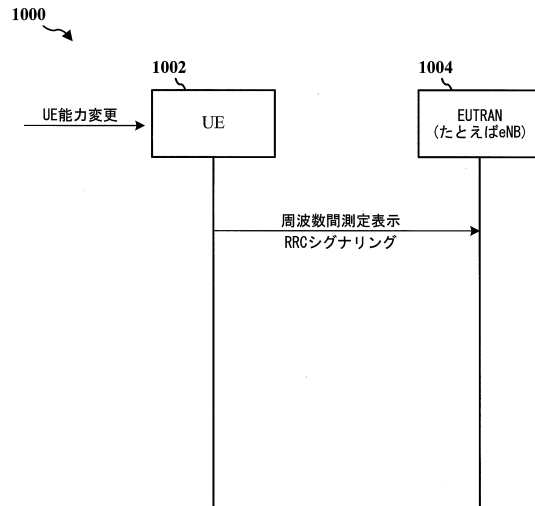 1000
1002
1004
UE能力変更
UE
EUTRAN
(たとえばeNB)
周波数間測定表示
RRCシグナリング